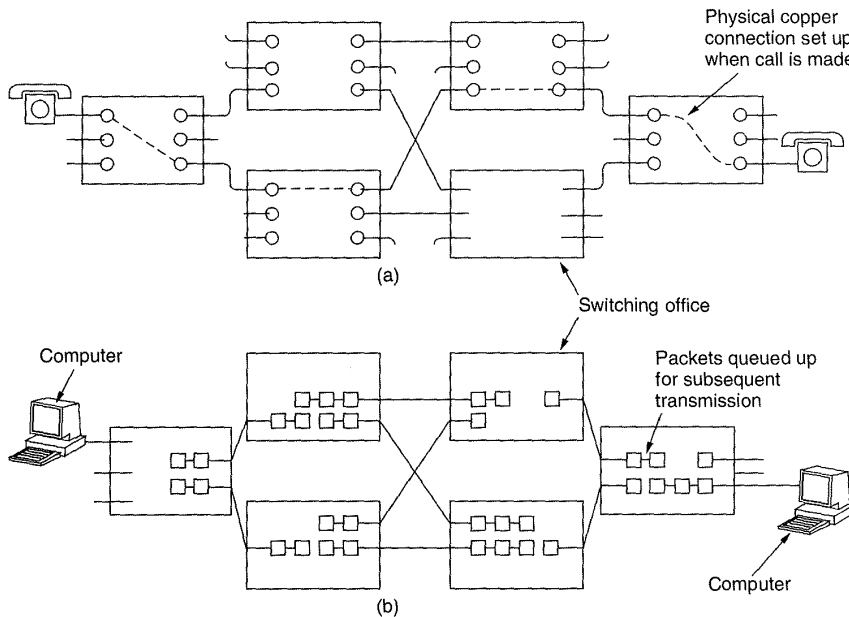 Physical copper
connection set up
when call is made
(a)
Switching office
Computer
Packets queued up
for subsequent
transmission
Computer
(b)